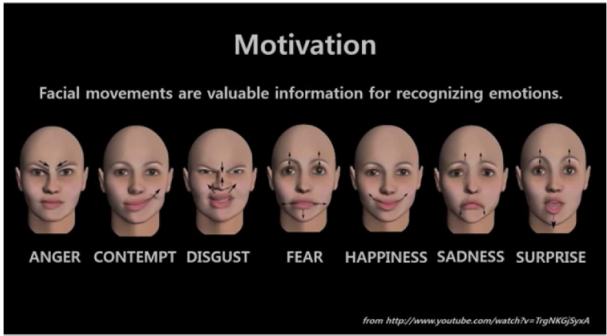 Motivation
Facial movements are valuable information for recognizing emotions.
ANGER CONTEMPT DISGUST FEAR HAPPINESS SADNESS SURPRISE
from http://www.youtube.com/watch?v=TrgNKGjSyxA